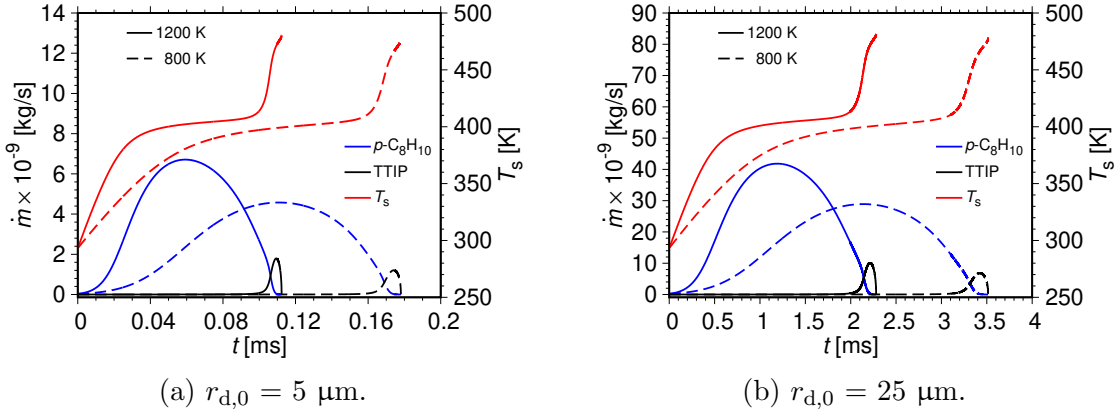 14
12
10
8
6
4
2
0
ṁ × 10⁻⁹ [kg/s]
1200 K
800 K
p-C₈H₁₀
TTIP
Tₛ
500
450
400
350
300
250
Tₛ [K]
0 0.04 0.08 0.12 0.16 0.2
t [ms]
(a) r_d,0 = 5 μm.
90
80
70
60
50
40
30
20
10
0
ṁ × 10⁻⁹ [kg/s]
1200 K
800 K
p-C₈H₁₀
TTIP
Tₛ
500
450
400
350
300
250
Tₛ [K]
0 0.5 1 1.5 2 2.5 3 3.5 4
t [ms]
(b) r_d,0 = 25 μm.